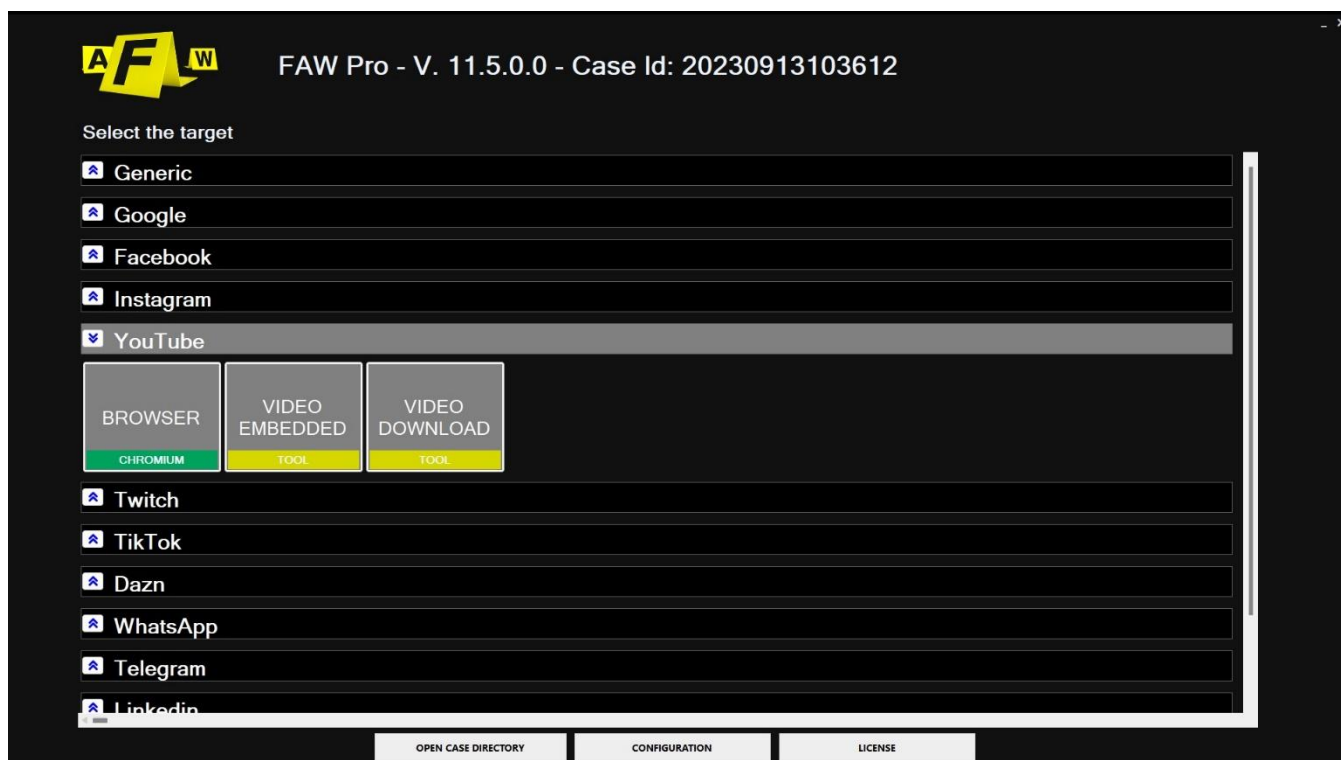 A F W
FAW Pro - V. 11.5.0.0 - Case Id: 20230913103612
Select the target
Generic
Google
Facebook
Instagram
YouTube
BROWSER
CHROMIUM
VIDEO
EMBEDDED
TOOL
VIDEO
DOWNLOAD
TOOL
Twitch
TikTok
Dazn
WhatsApp
Telegram
Linkedin
OPEN CASE DIRECTORY
CONFIGURATION
LICENSE